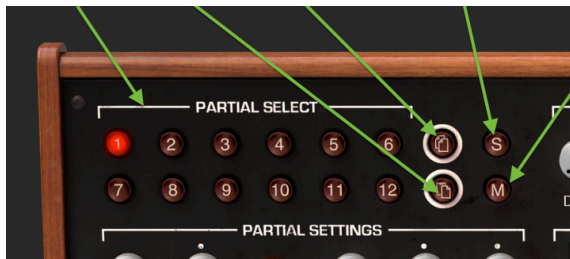 PARTIAL SELECT
1 2 3 4 5 6 S
7 8 9 10 11 12 M
D
PARTIAL SETTINGS